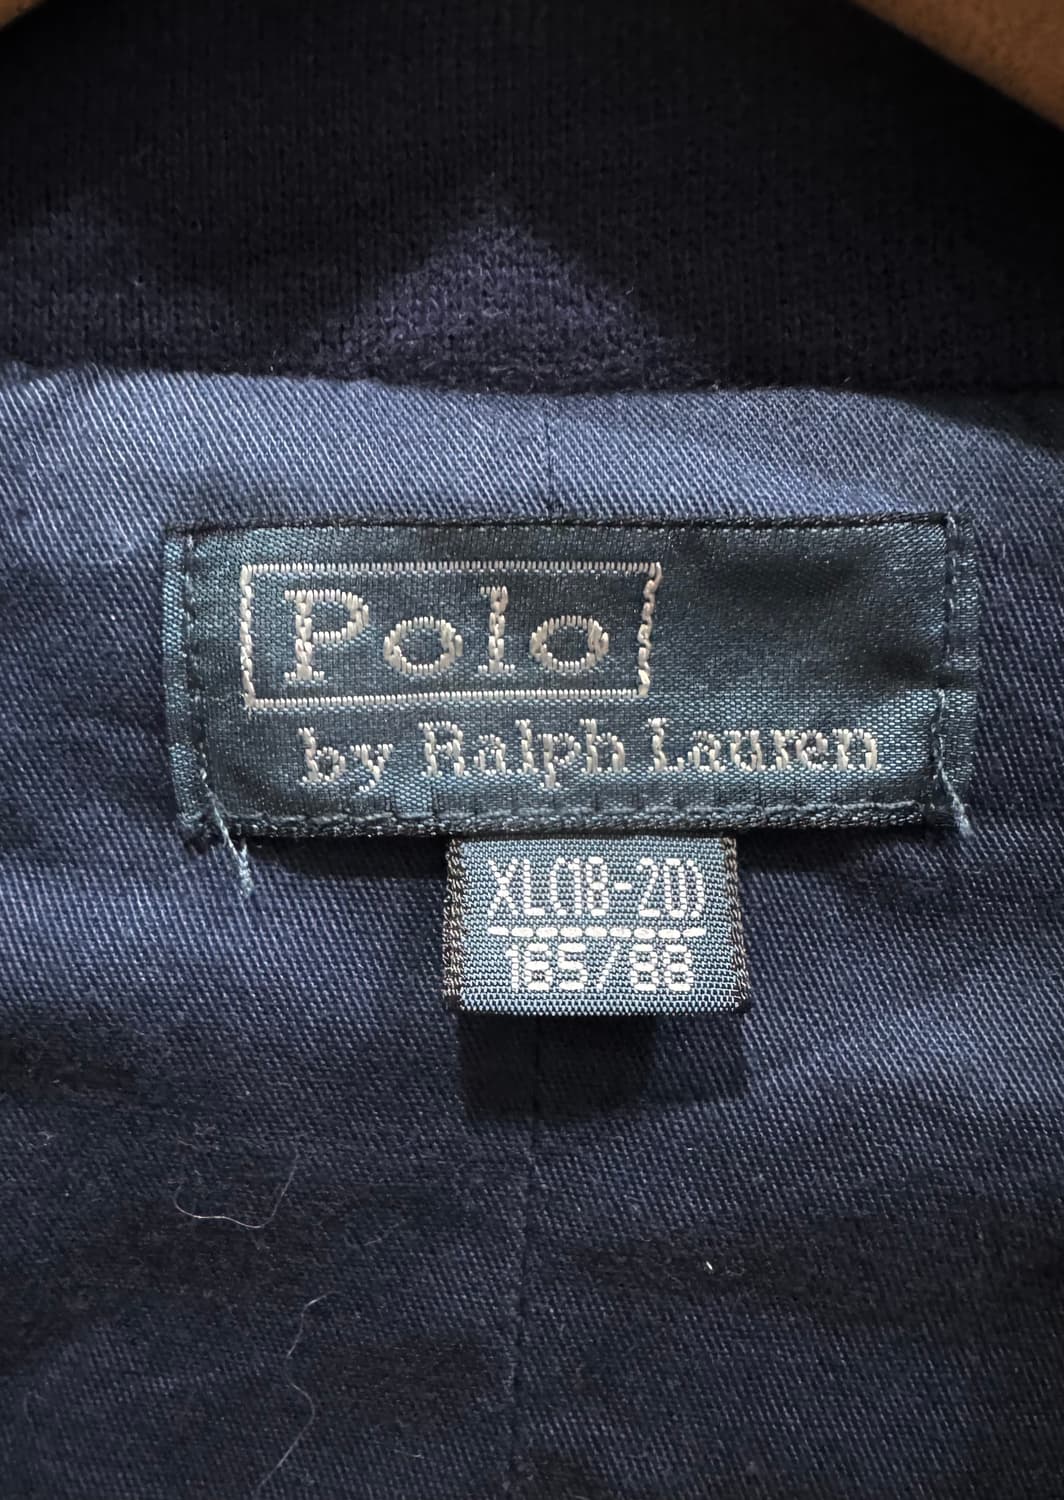 Polo
by Ralph Lauren
XL(18-20)
165/88